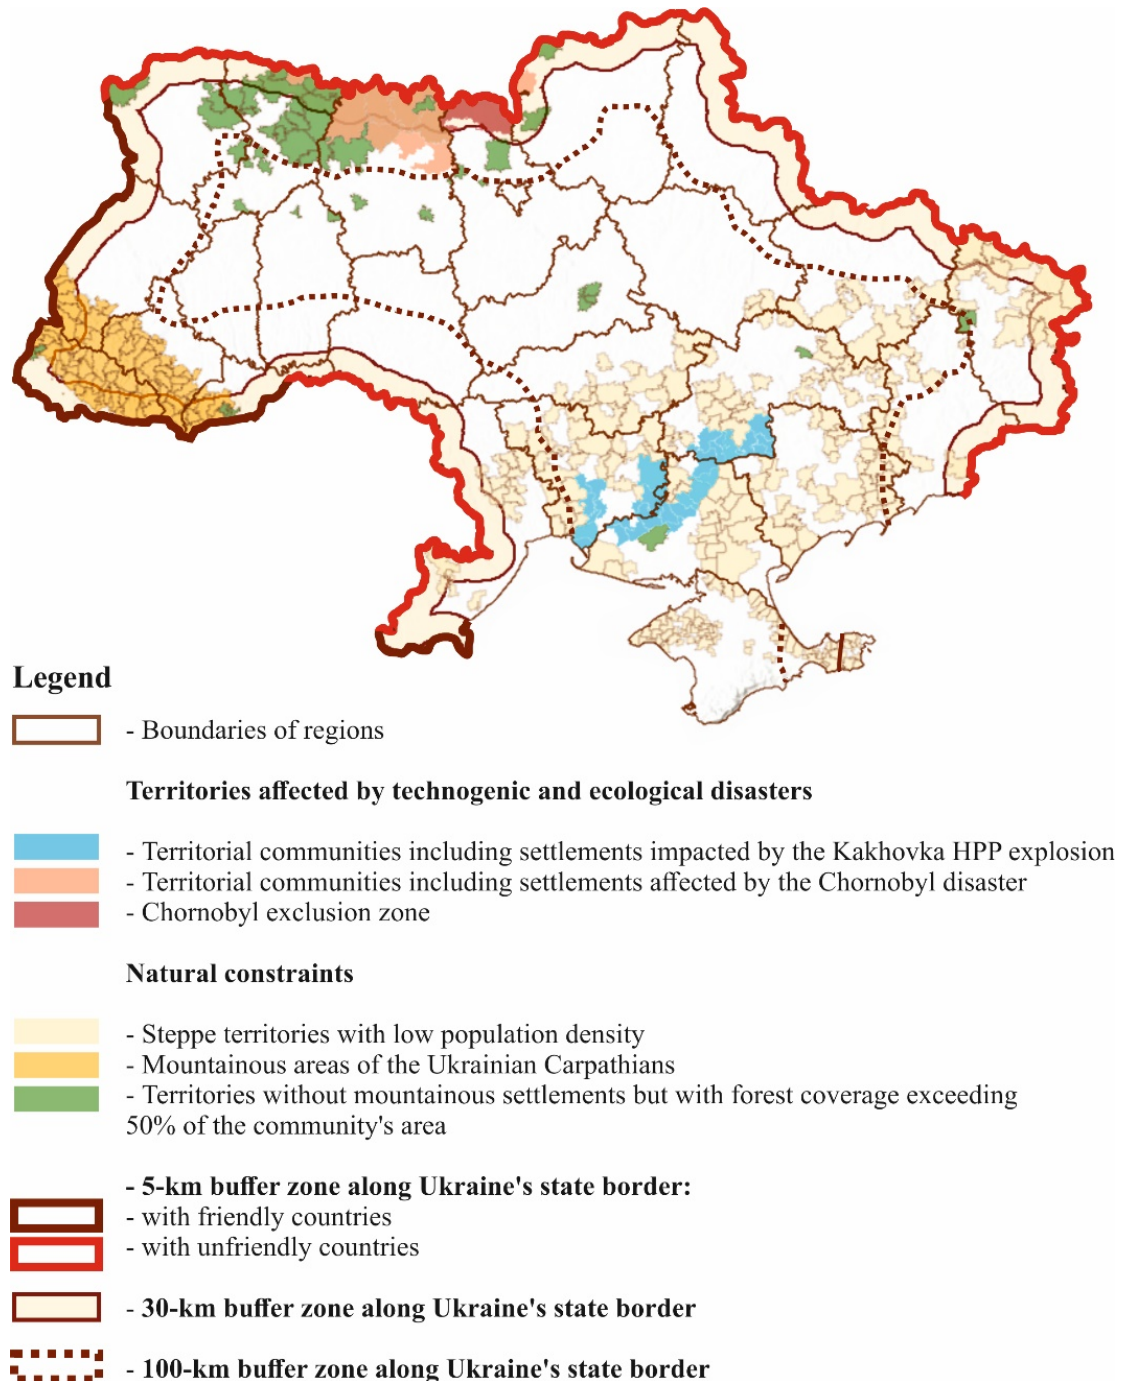 Legend
- Boundaries of regions
Territories affected by technogenic and ecological disasters
- Territorial communities including settlements impacted by the Kakhovka HPP explosion
- Territorial communities including settlements affected by the Chornobyl disaster
- Chornobyl exclusion zone
Natural constraints
- Steppe territories with low population density
- Mountainous areas of the Ukrainian Carpathians
- Territories without mountainous settlements but with forest coverage exceeding
50% of the community's area
- 5-km buffer zone along Ukraine's state border:
- with friendly countries
- with unfriendly countries
- 30-km buffer zone along Ukraine's state border
- 100-km buffer zone along Ukraine's state border